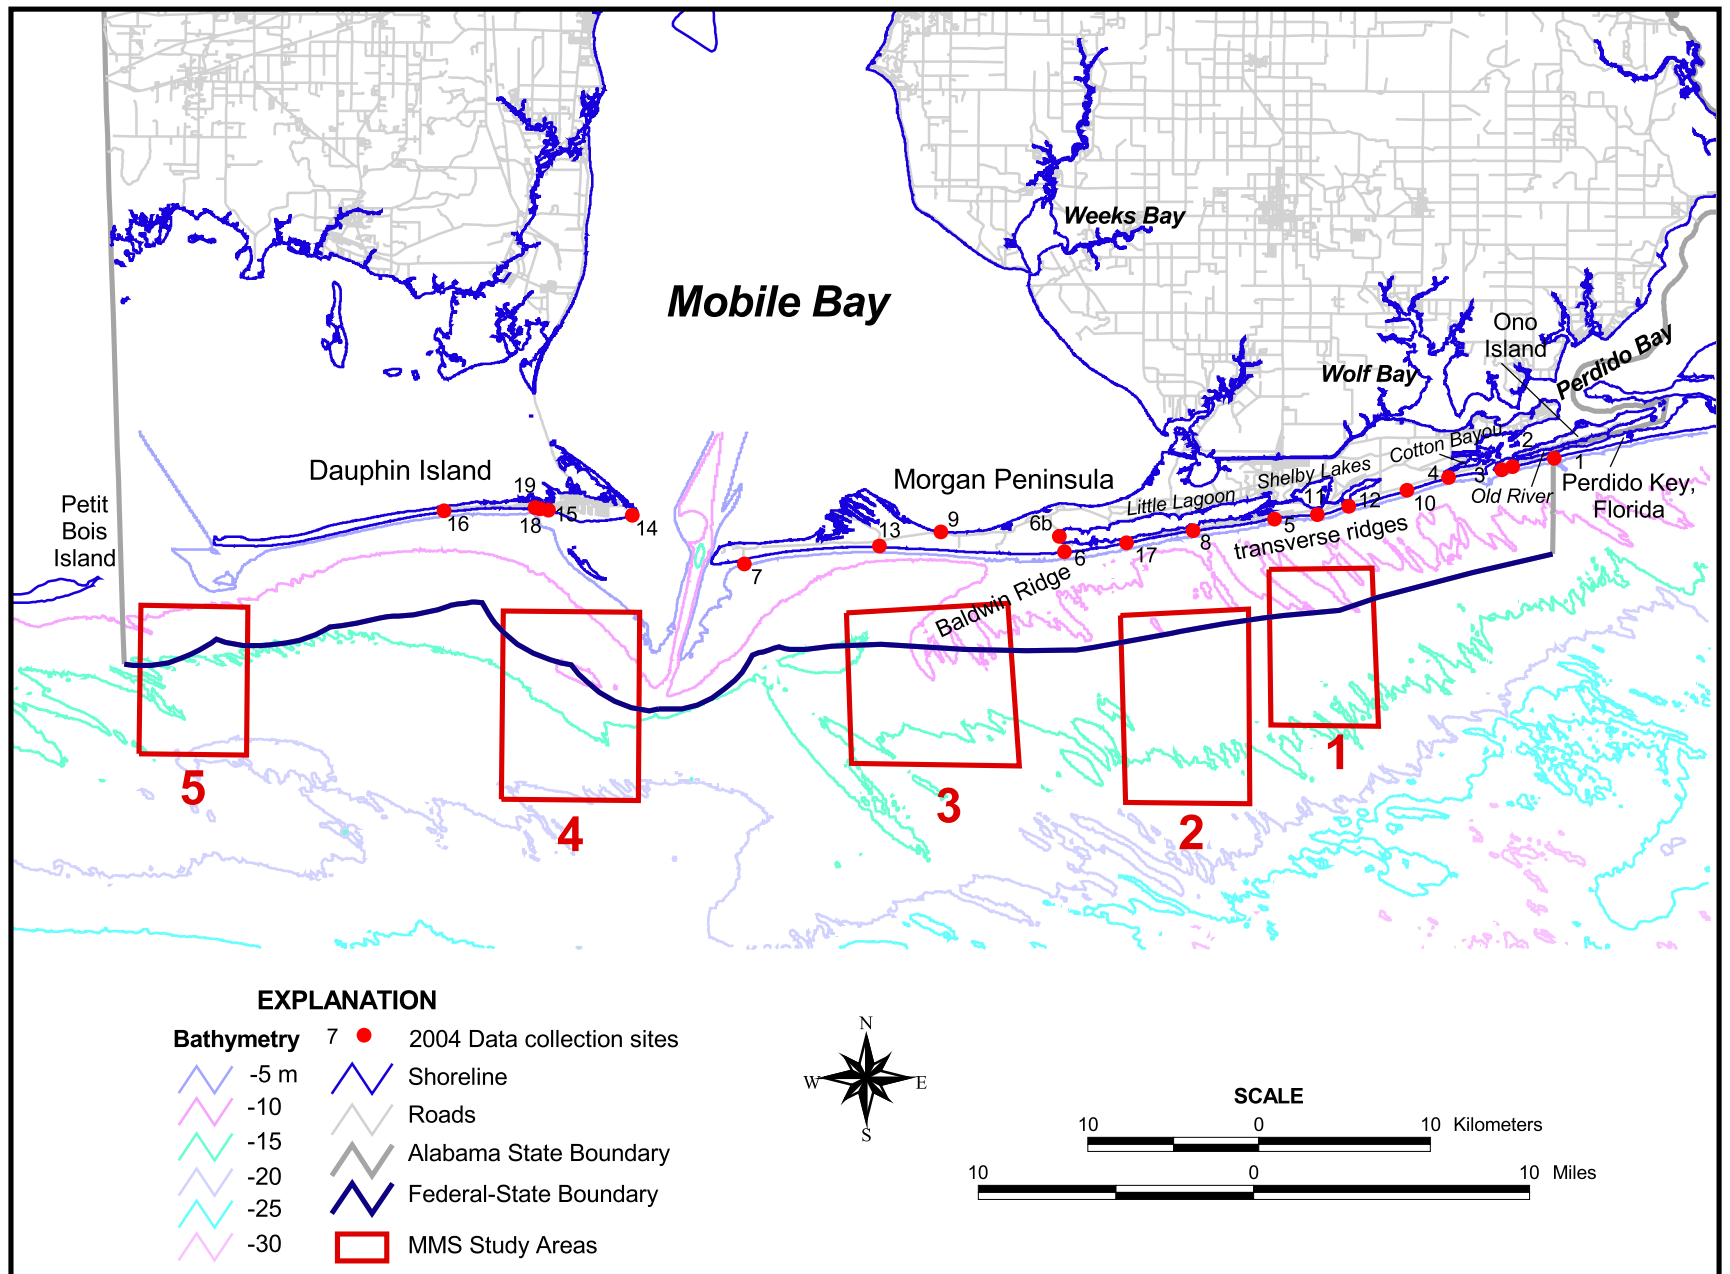 Weeks Bay
Mobile Bay
Ono
Island
Perdido Bay
Wolf Bay
Cotton Bayou
2
1
Dauphin Island
Morgan Peninsula
Shelby Lakes
4
3
Old River
Perdido Key,
Florida
Petit
Bois
Island
19
16
18
15
14
13
9
6b
Little Lagoon
11
12
10
5
8
17
6
7
transverse ridges
Baldwin Ridge
5
4
3
2
1
EXPLANATION
Bathymetry
-5 m
-10
-15
-20
-25
-30
7
2004 Data collection sites
Shoreline
Roads
Alabama State Boundary
Federal-State Boundary
MMS Study Areas
N
W
E
S
SCALE
10 0 10 Kilometers
10 0 10 Miles